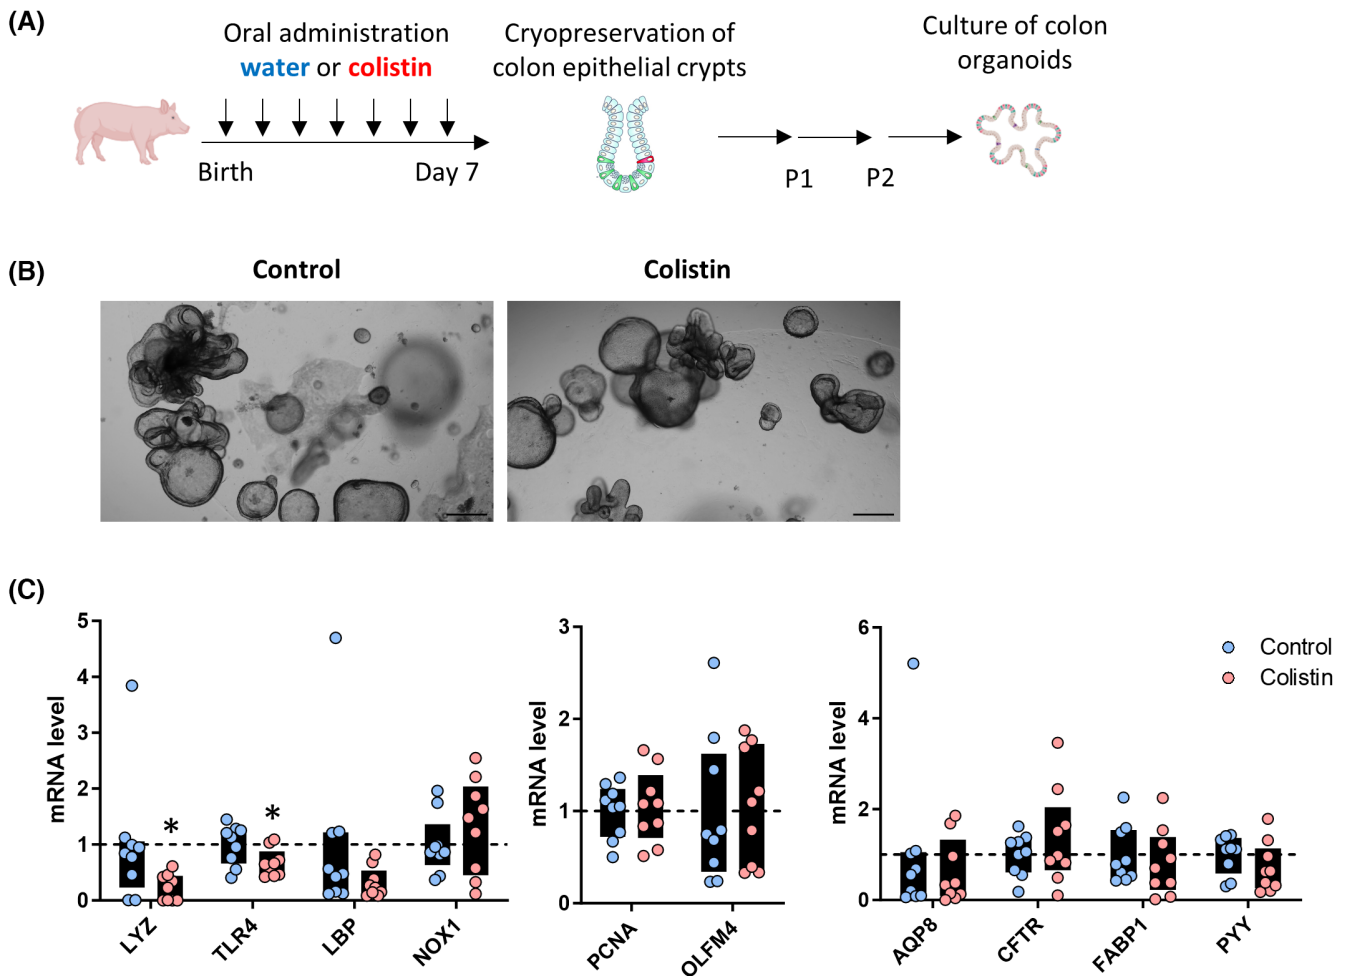 (A)
Oral administration
water or colistin
Birth
Day 7
Cryopreservation of
colon epithelial crypts
P1
P2
Culture of colon
organoids
(B)
Control
Colistin
(C)
mRNA level
5
4
3
2
1
0
*
*
LYZ
TLR4
LBP
NOX1
mRNA level
3
2
1
0
PCNA
OLFM4
mRNA level
6
4
2
0
AQP8
CFTR
FABP1
PYY
Control
Colistin